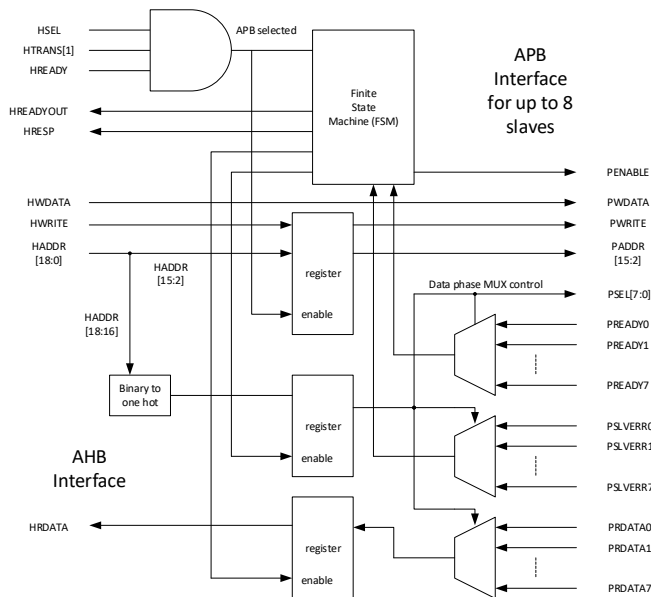 HSEL
HTRANS[1]
HREADY
APB selected
Finite
State
Machine (FSM)
APB
Interface
for up to 8
slaves
HREADYOUT
HRESP
PENABLE
HWDATA
PWDATA
HWRITE
PWRITE
HADDR
[18:0]
HADDR
[15:2]
register
enable
PADDR
[15:2]
Data phase MUX control
PSEL[7:0]
HADDR
[18:16]
PREADY0
PREADY1
PREADY7
Binary to
one hot
register
enable
PSLVERR0
PSLVERR1
PSLVERR7
AHB
Interface
HRDATA
register
enable
PRDATA0
PRDATA1
PRDATA7